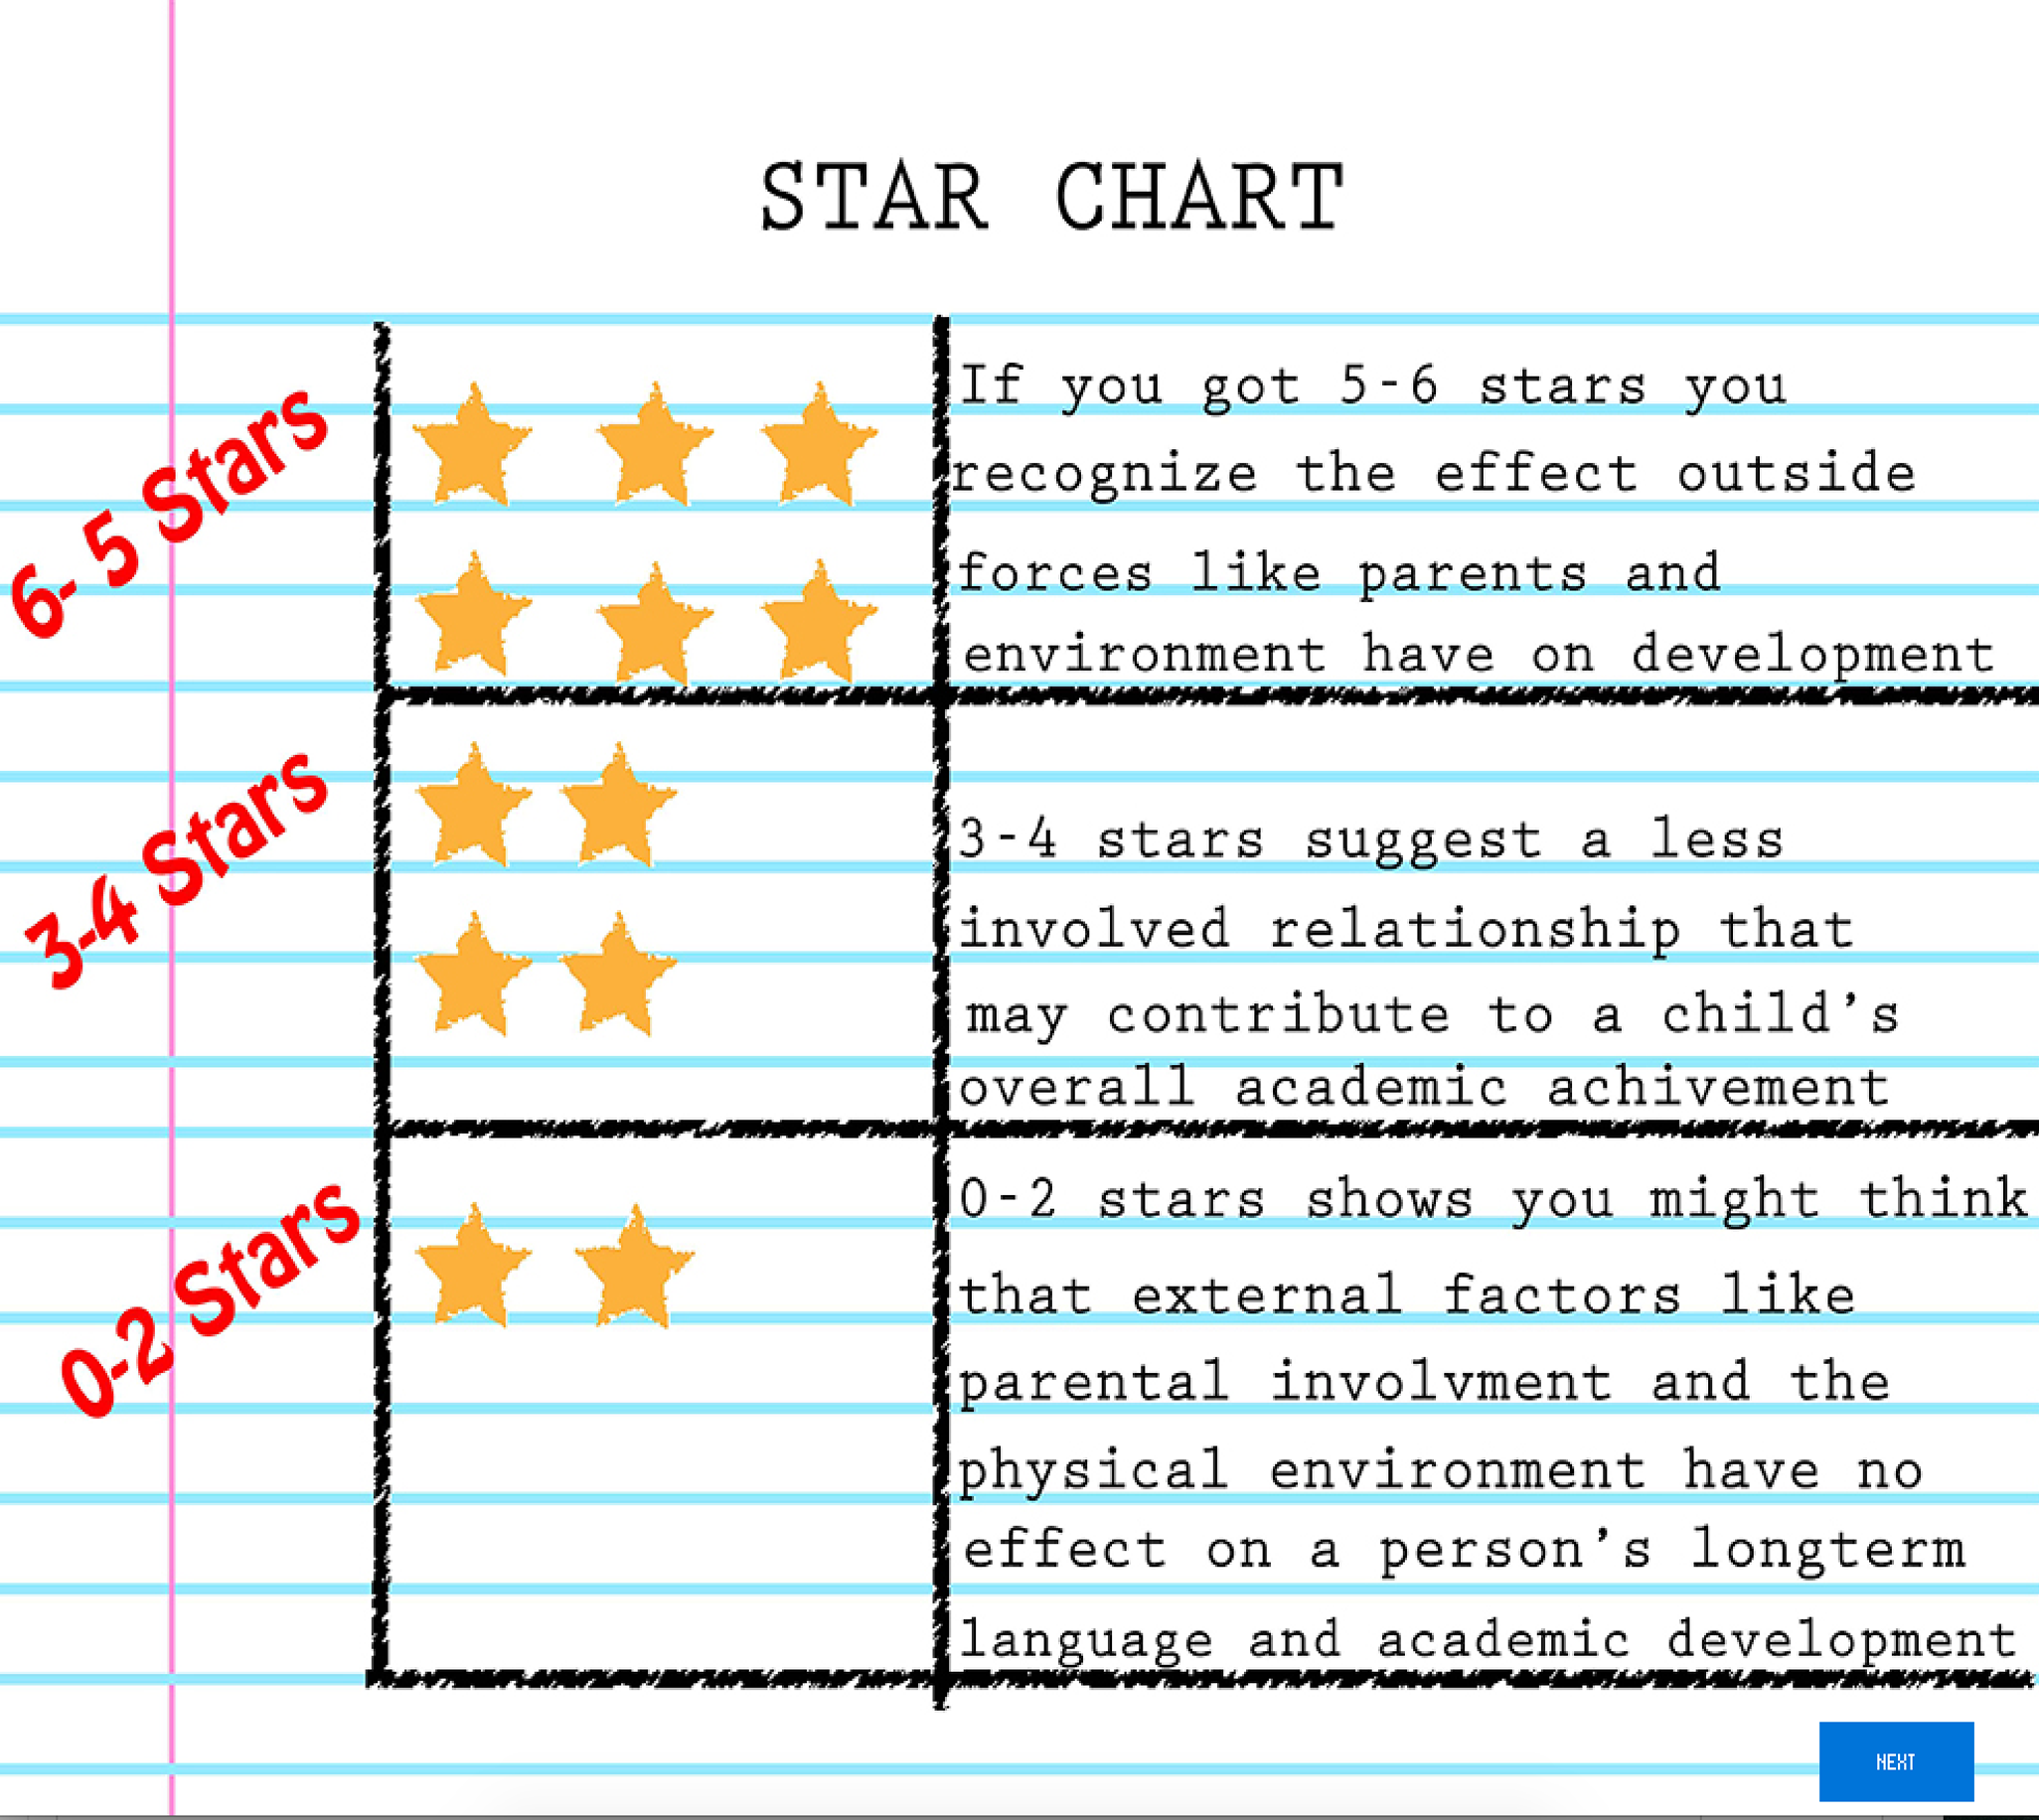 STAR CHART
6- 5 Stars
If you got 5-6 stars you
recognize the effect outside
forces like parents and
environment have on development
3-4 Stars
3-4 stars suggest a less
involved relationship that
may contribute to a child's
overall academic achivement
0-2 Stars
0-2 stars shows you might think
that external factors like
parental involvment and the
physical environment have no
effect on a person's longterm
language and academic development
NEXT